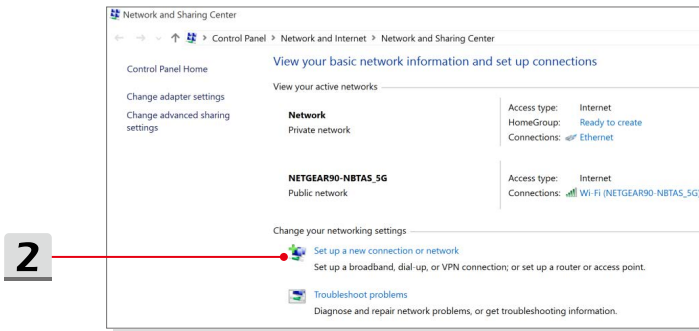 Network and Sharing Center
Control Panel > Network and Internet > Network and Sharing Center
Control Panel Home
Change adapter settings
Change advanced sharing
settings
View your basic network information and set up connections
View your active networks
Network
Private network
Access type: Internet
HomeGroup: Ready to create
Connections: Ethernet
NETGEAR90-NBTAS_5G
Public network
Access type: Internet
Connections: Wi-Fi (NETGEAR90-NBTAS_5G)
Change your networking settings
2
Set up a new connection or network
Set up a broadband, dial-up, or VPN connection; or set up a router or access point.
Troubleshoot problems
Diagnose and repair network problems, or get troubleshooting information.